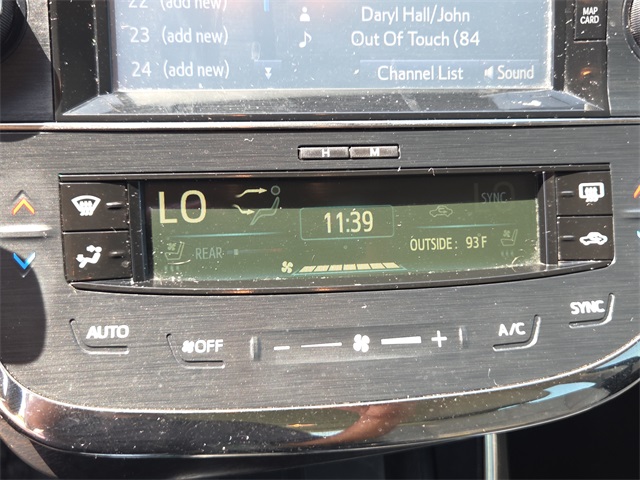 22 (add new)
Daryl Hall/John
23 (add new)
Out Of Touch (84
24 (add new)
Channel List
Sound
MAP
CARD
H
M
LO
11:39
SYNC
REAR
OUTSIDE: 93 F
AUTO
OFF
-
+
A/C
SYNC